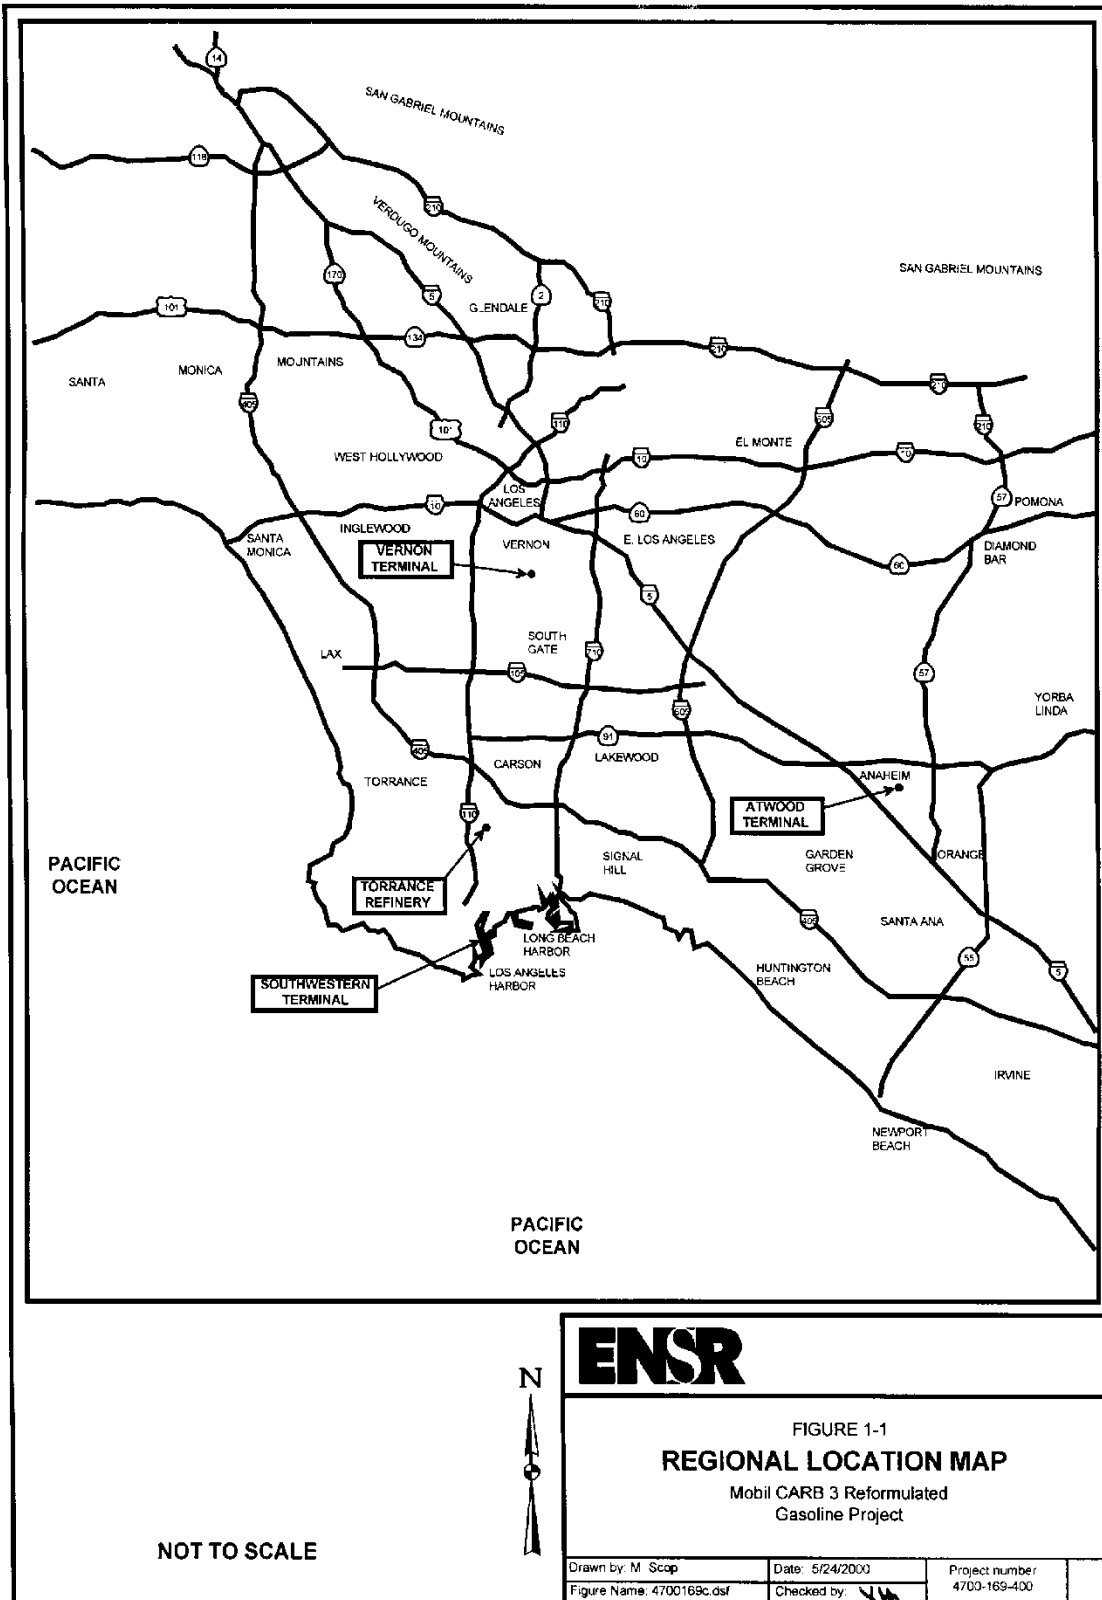 14
SAN GABRIEL MOUNTAINS
118
210
VERDUGO MOUNTAINS
SAN GABRIEL MOUNTAINS
170
5
2
GLENDALE
210
101
134
210
SANTA
MONICA
MOUNTAINS
210
405
605
210
110
101
EL MONTE
WEST HOLLYWOOD
10
10
LOS
ANGELES
57
POMONA
10
INGLEWOOD
60
SANTA
MONICA
VERNON
E. LOS ANGELES
DIAMOND
BAR
VERNON
TERMINAL
60
5
SOUTH
GATE
710
LAX
105
57
YORBA
LINDA
605
91
405
LAKEWOOD
CARSON
TORRANCE
ANAHEIM
110
ATWOOD
TERMINAL
SIGNAL
HILL
GARDEN
GROVE
ORANGE
PACIFIC
OCEAN
TORRANCE
REFINERY
405
SANTA ANA
LONG BEACH
HARBOR
55
5
HUNTINGTON
BEACH
LOS ANGELES
HARBOR
SOUTHWESTERN
TERMINAL
IRVINE
NEWPORT
BEACH
PACIFIC
OCEAN
ENSR
N
FIGURE 1-1
REGIONAL LOCATION MAP
Mobil CARB 3 Reformulated
Gasoline Project
NOT TO SCALE
Drawn by: M Scop
Date: 5/24/2000
Project number
4700-169-400
Figure Name: 4700169c.dsf
Checked by: